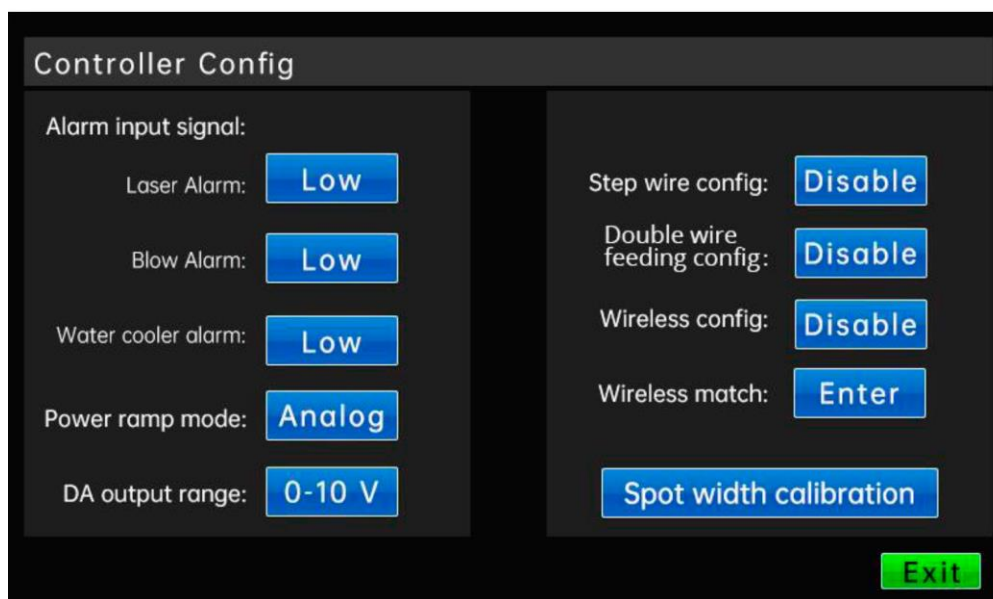 Controller Config
Alarm input signal:
Laser Alarm: Low
Blow Alarm: Low
Water cooler alarm: Low
Power ramp mode: Analog
DA output range: 0-10 V
Step wire config: Disable
Double wire
feeding config: Disable
Wireless config: Disable
Wireless match: Enter
Spot width calibration
Exit